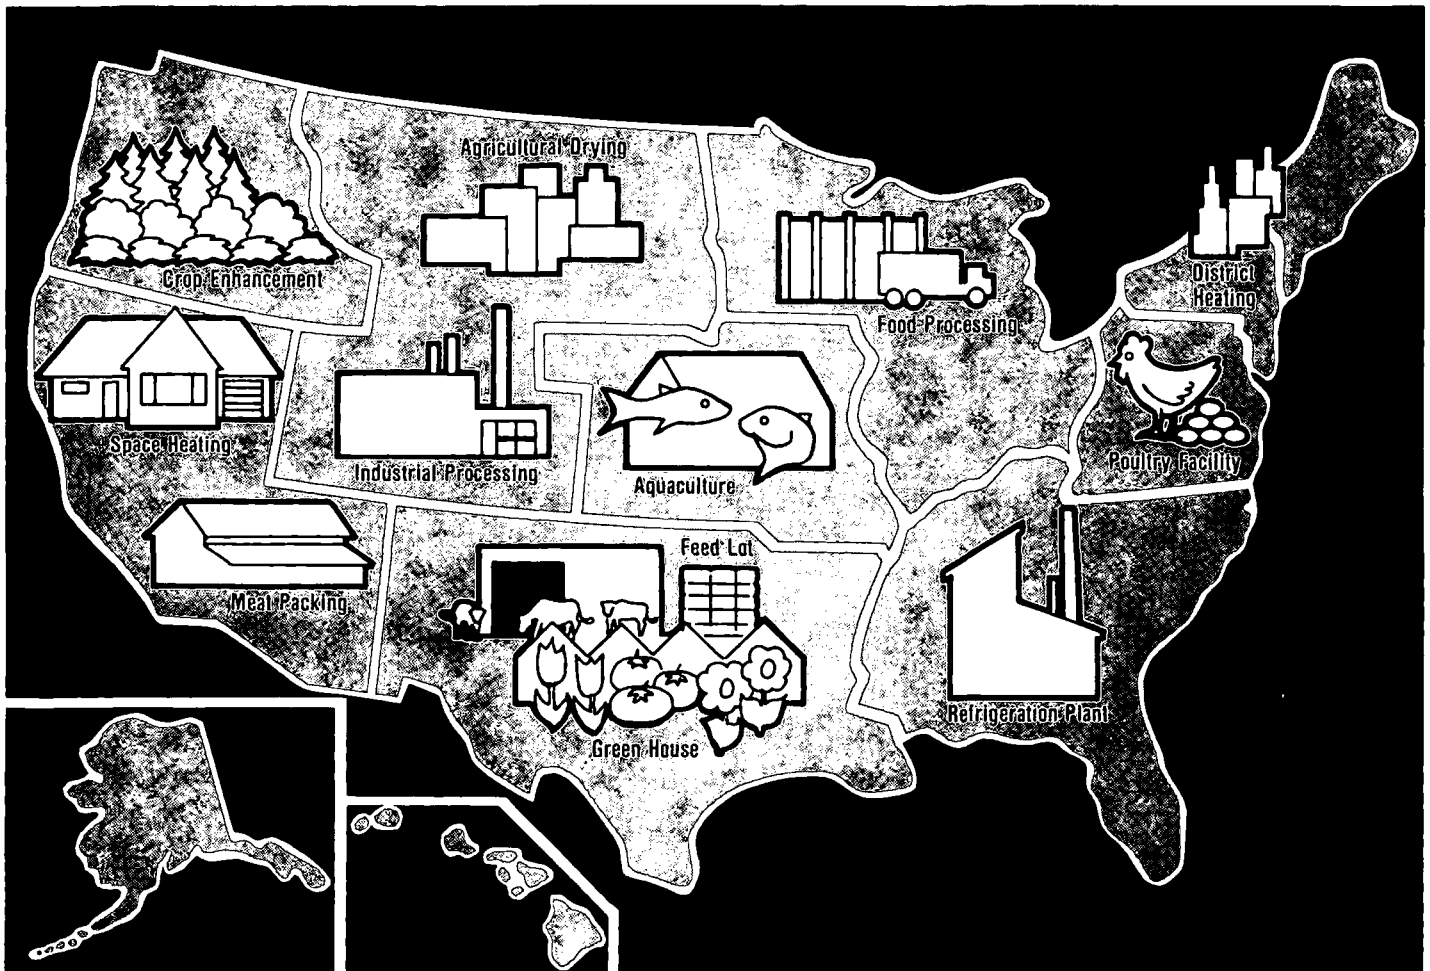 Agricultural Drying
Crop Enhancement
District
Heating
Food Processing
Space Heating
Industrial Processing
Aquaculture
Poultry Facility
Meat Packing
Feed Lot
Green House
Refrigeration Plant